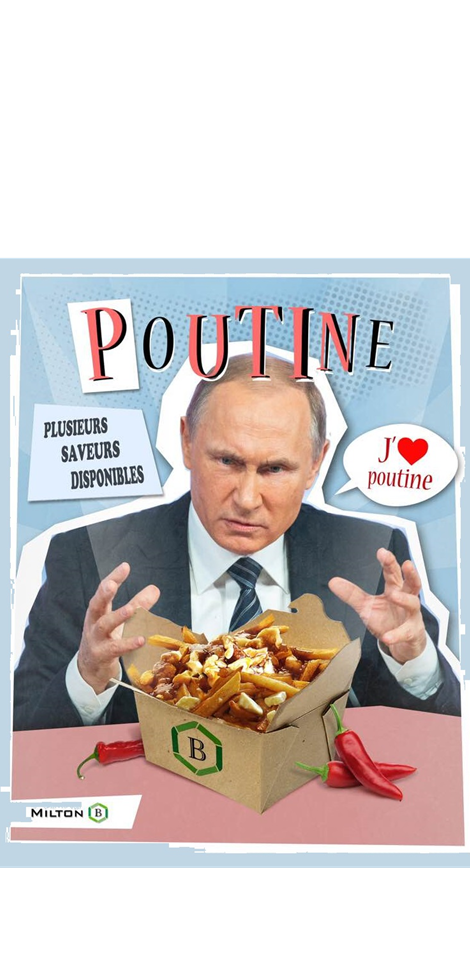 POUTINE
PLUSIEURS
SAVEURS
DISPONIBLES
J'❤
poutine
B
MILTON B